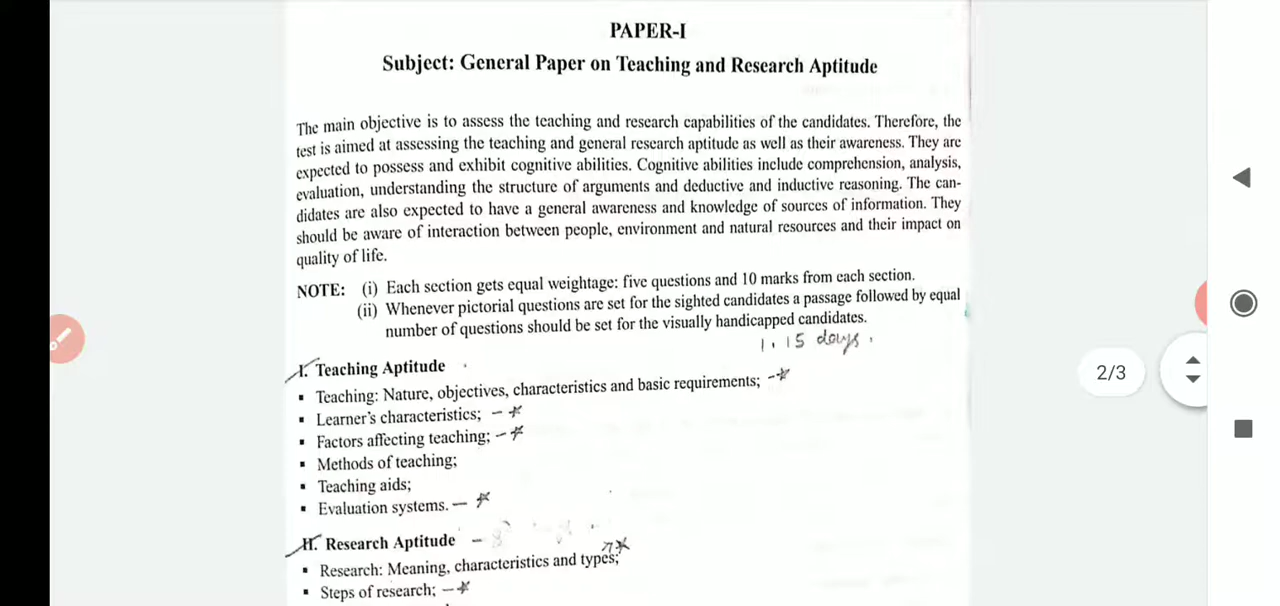 PAPER-I
Subject: General Paper on Teaching and Research Aptitude
The main objective is to assess the teaching and research capabilities of the candidates. Therefore, the
test is aimed at assessing the teaching and general research aptitude as well as their awareness. They are
expected to possess and exhibit cognitive abilities. Cognitive abilities include comprehension, analysis,
evaluation, understanding the structure of arguments and deductive and inductive reasoning. The can-
didates are also expected to have a general awareness and knowledge of sources of information. They
should be aware of interaction between people, environment and natural resources and their impact on
quality of life.
NOTE: (i) Each section gets equal weightage: five questions and 10 marks from each section.
(ii) Whenever pictorial questions are set for the sighted candidates a passage followed by equal
number of questions should be set for the visually handicapped candidates.
1. 15 days.
I. Teaching Aptitude
▪ Teaching: Nature, objectives, characteristics and basic requirements;
▪ Learner's characteristics;
▪ Factors affecting teaching;
▪ Methods of teaching;
▪ Teaching aids;
▪ Evaluation systems.
2/3
II. Research Aptitude
▪ Research: Meaning, characteristics and types;
▪ Steps of research;